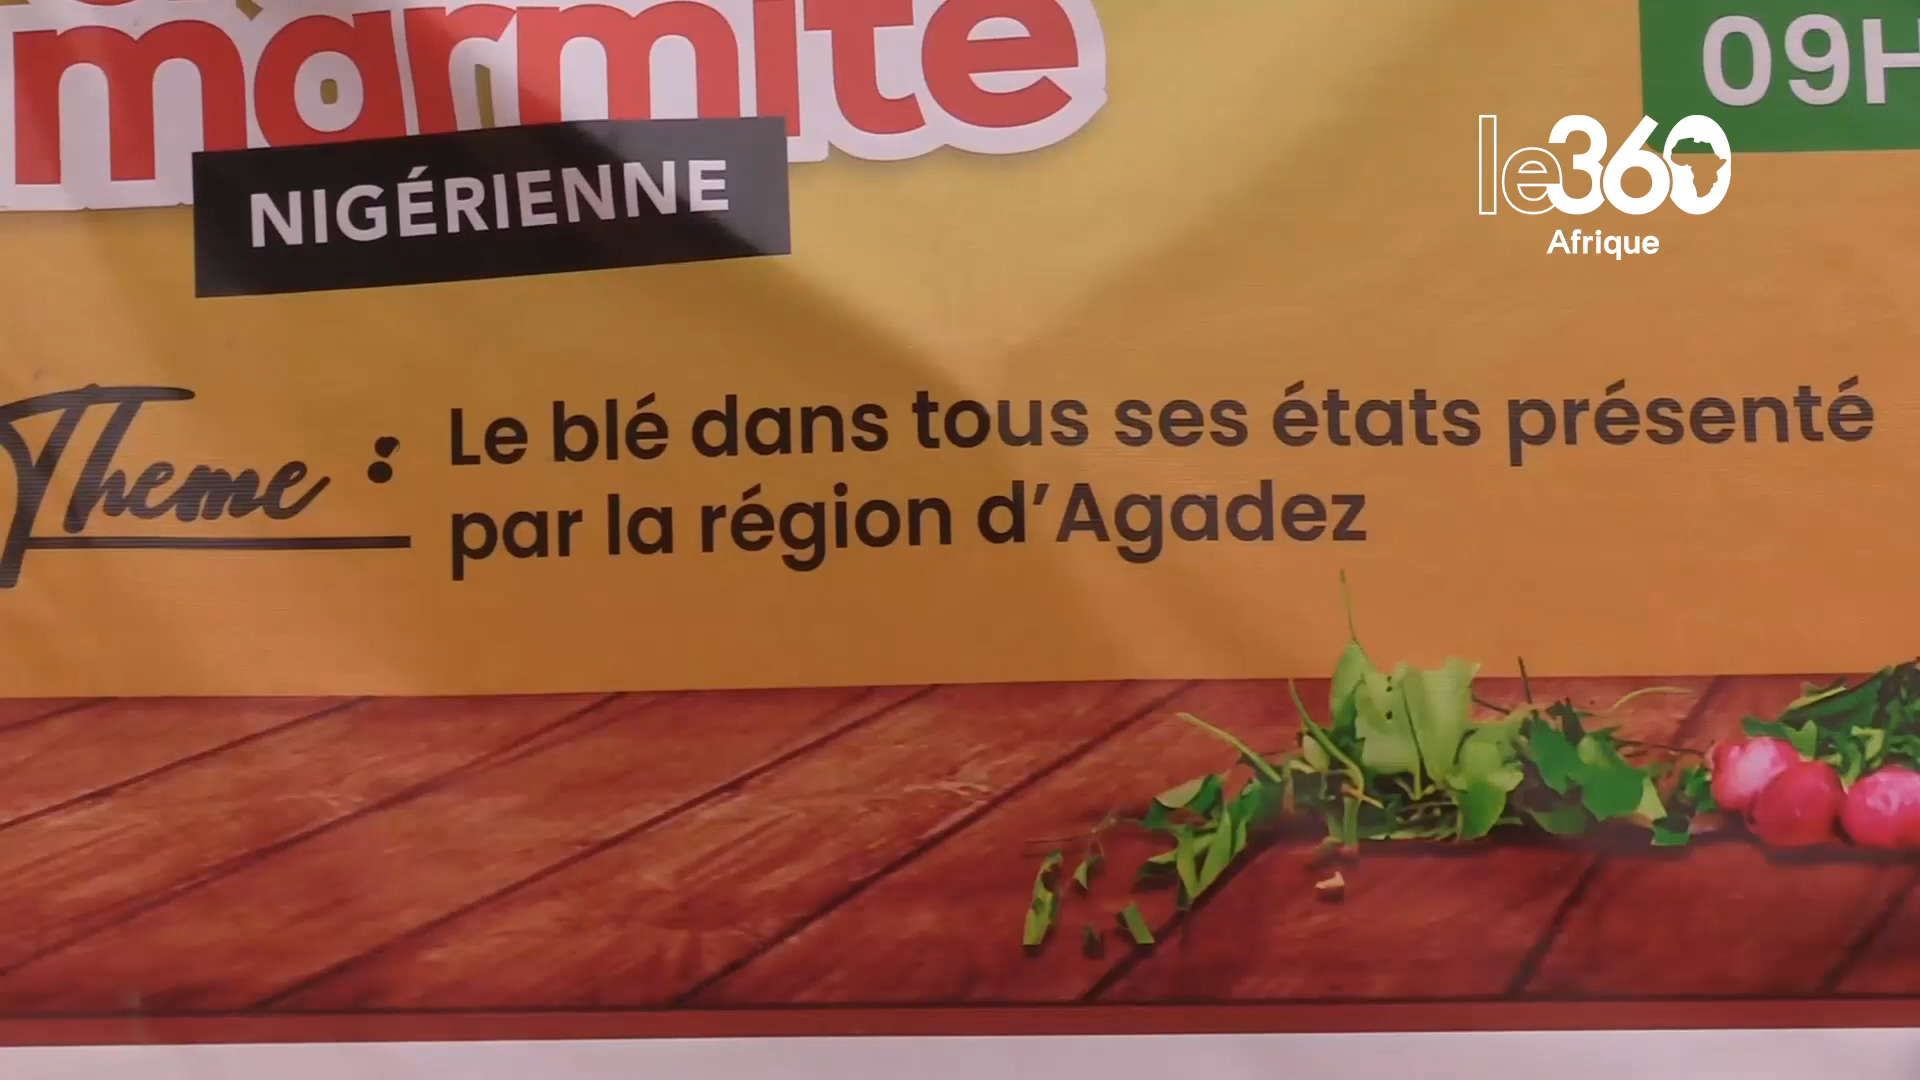 marmite
09H
NIGÉRIENNE
le360
Afrique
Theme :
Le blé dans tous ses états présenté
par la région d'Agadez